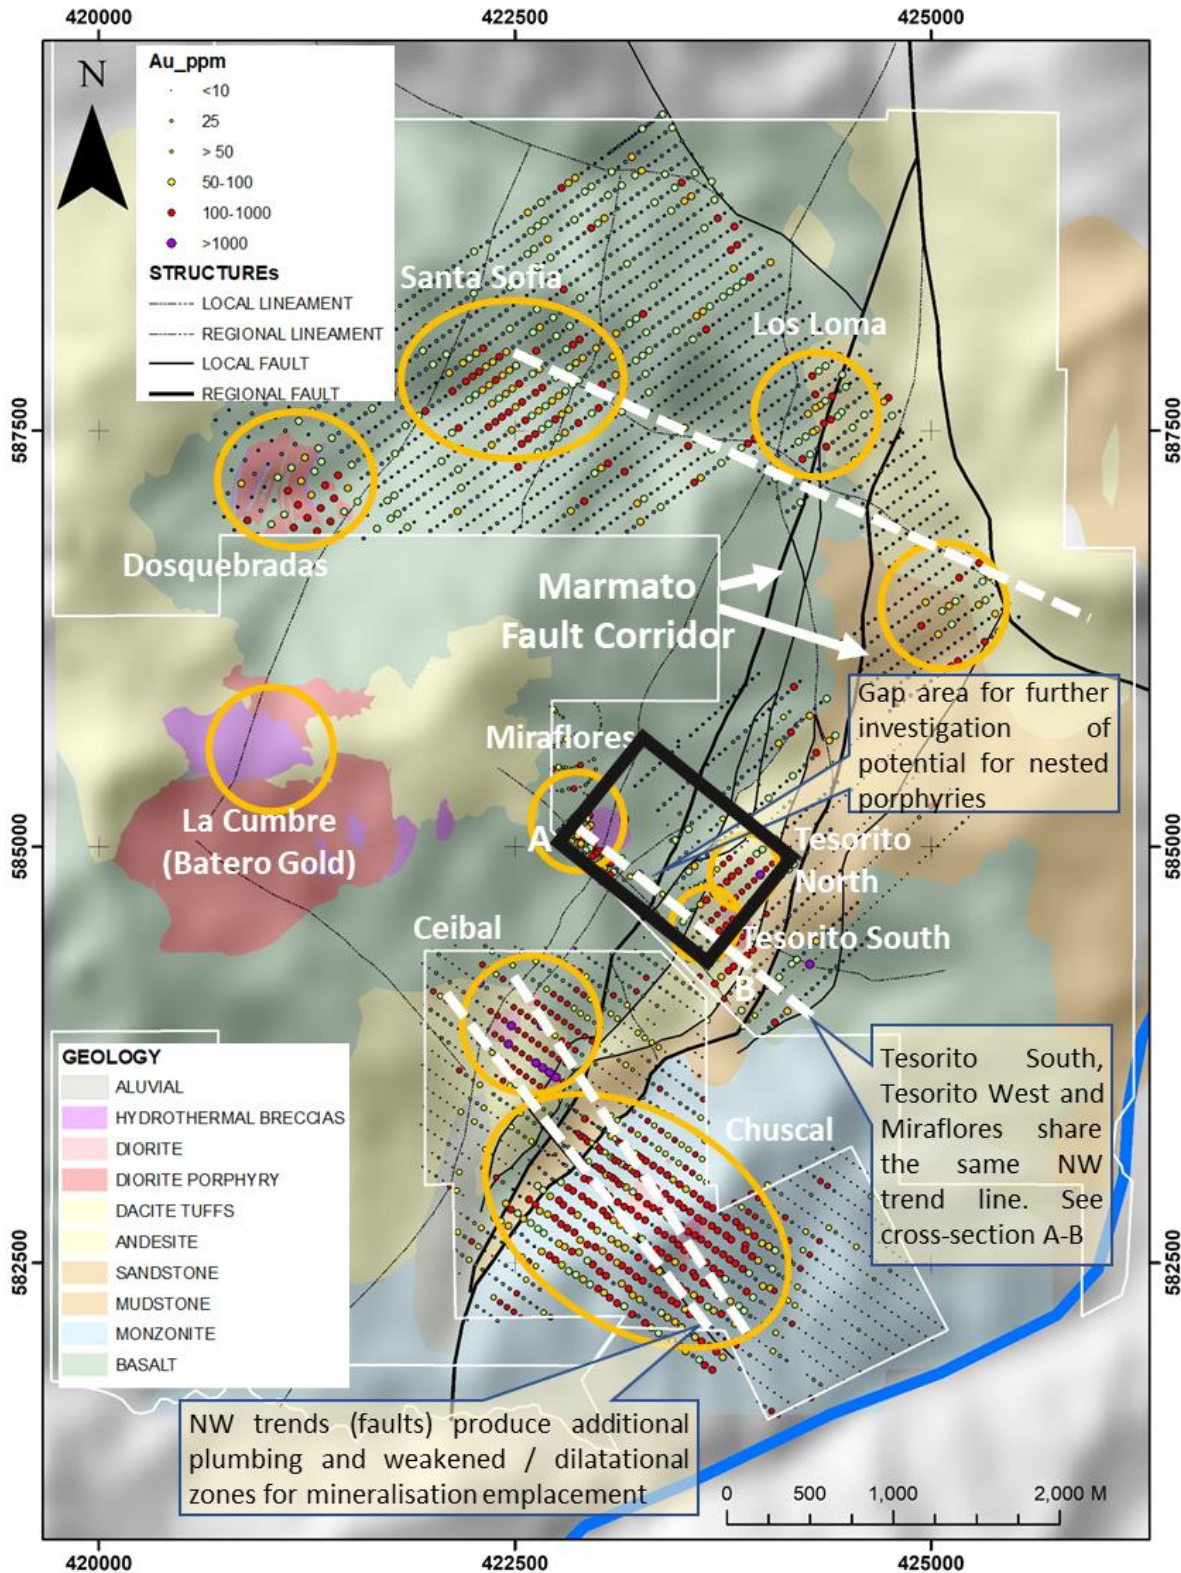 420000
422500
425000
N
Au_ppm
<10
25
> 50
50-100
100-1000
>1000
STRUCTUREs
LOCAL LINEAMENT
REGIONAL LINEAMENT
LOCAL FAULT
REGIONAL FAULT
Santa Sofia
Los Loma
587500
587500
Dosquebradas
Marmato
Fault Corridor
Gap area for further
investigation of
potential for nested
porphyries
Miraflores
La Cumbre
(Batero Gold)
A
Tesorito
North
585000
585000
Ceibal
Tesorito South
B
GEOLOGY
ALUVIAL
HYDROTHERMAL BRECCIAS
DIORITE
DIORITE PORPHYRY
DACITE TUFFS
ANDESITE
SANDSTONE
MUDSTONE
MONZONITE
BASALT
Chuscal
Tesorito South,
Tesorito West and
Miraflores share
the same NW
trend line. See
cross-section A-B
582500
582500
NW trends (faults) produce additional
plumbing and weakened / dilatational
zones for mineralisation emplacement
0 500 1,000 2,000 M
420000
422500
425000